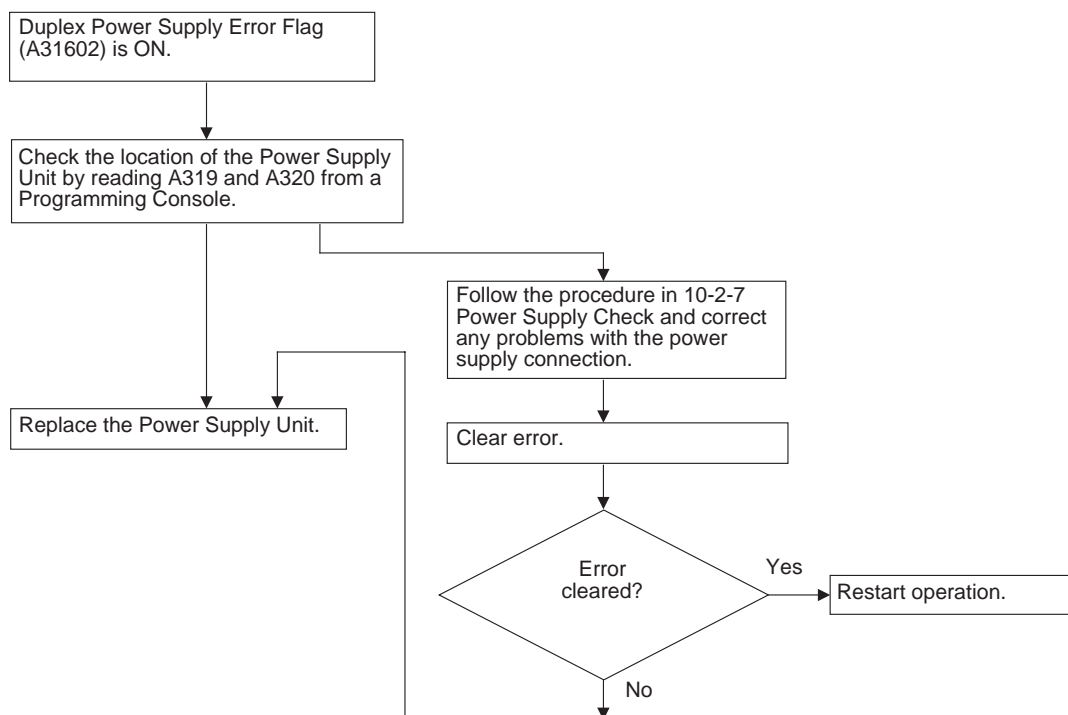 Duplex Power Supply Error Flag
(A31602) is ON.
Check the location of the Power Supply
Unit by reading A319 and A320 from a
Programming Console.
Follow the procedure in 10-2-7
Power Supply Check and correct
any problems with the power
supply connection.
Replace the Power Supply Unit.
Clear error.
Error
cleared?
Yes
Restart operation.
No